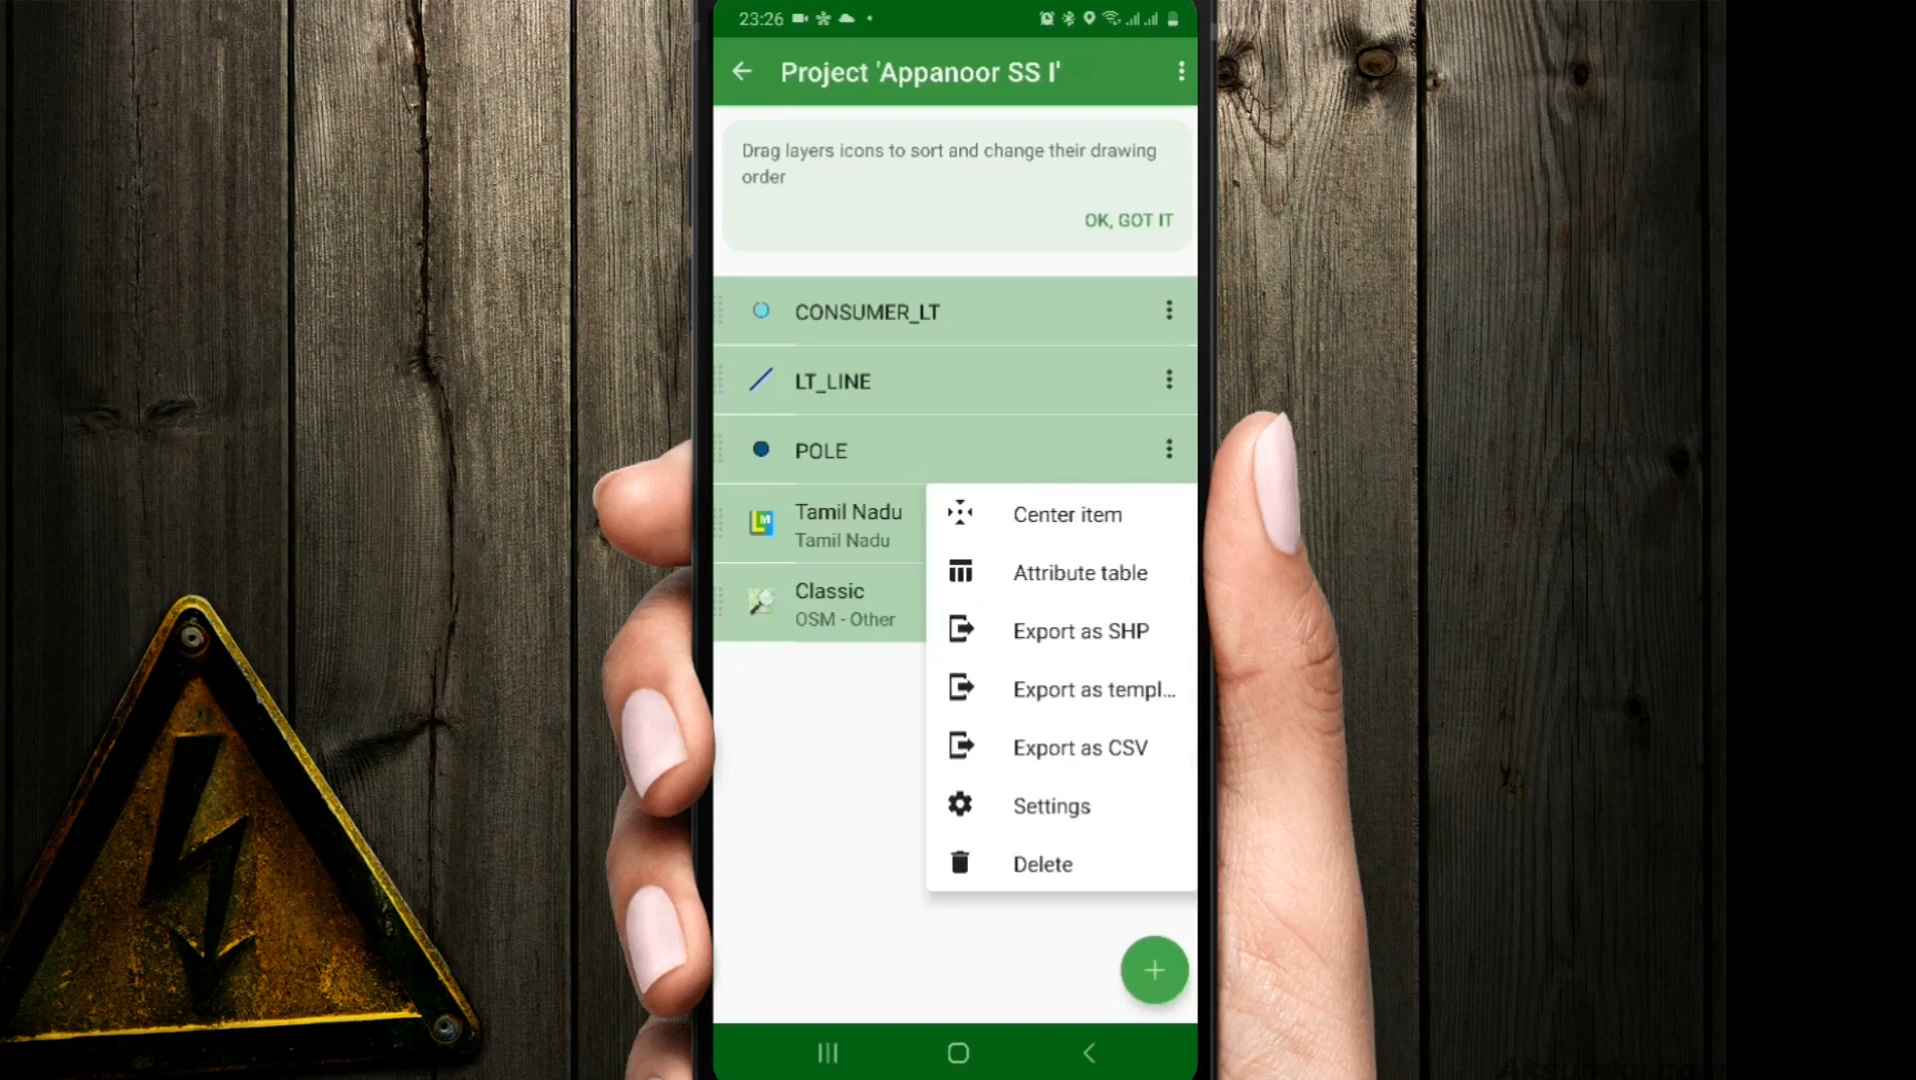 23:26
Project 'Appanoor SS I'
Drag layers icons to sort and change their drawing
order
OK, GOT IT
CONSUMER_LT
LT_LINE
POLE
Tamil Nadu
Tamil Nadu
Classic
OSM - Other
Center item
Attribute table
Export as SHP
Export as templ...
Export as CSV
Settings
Delete